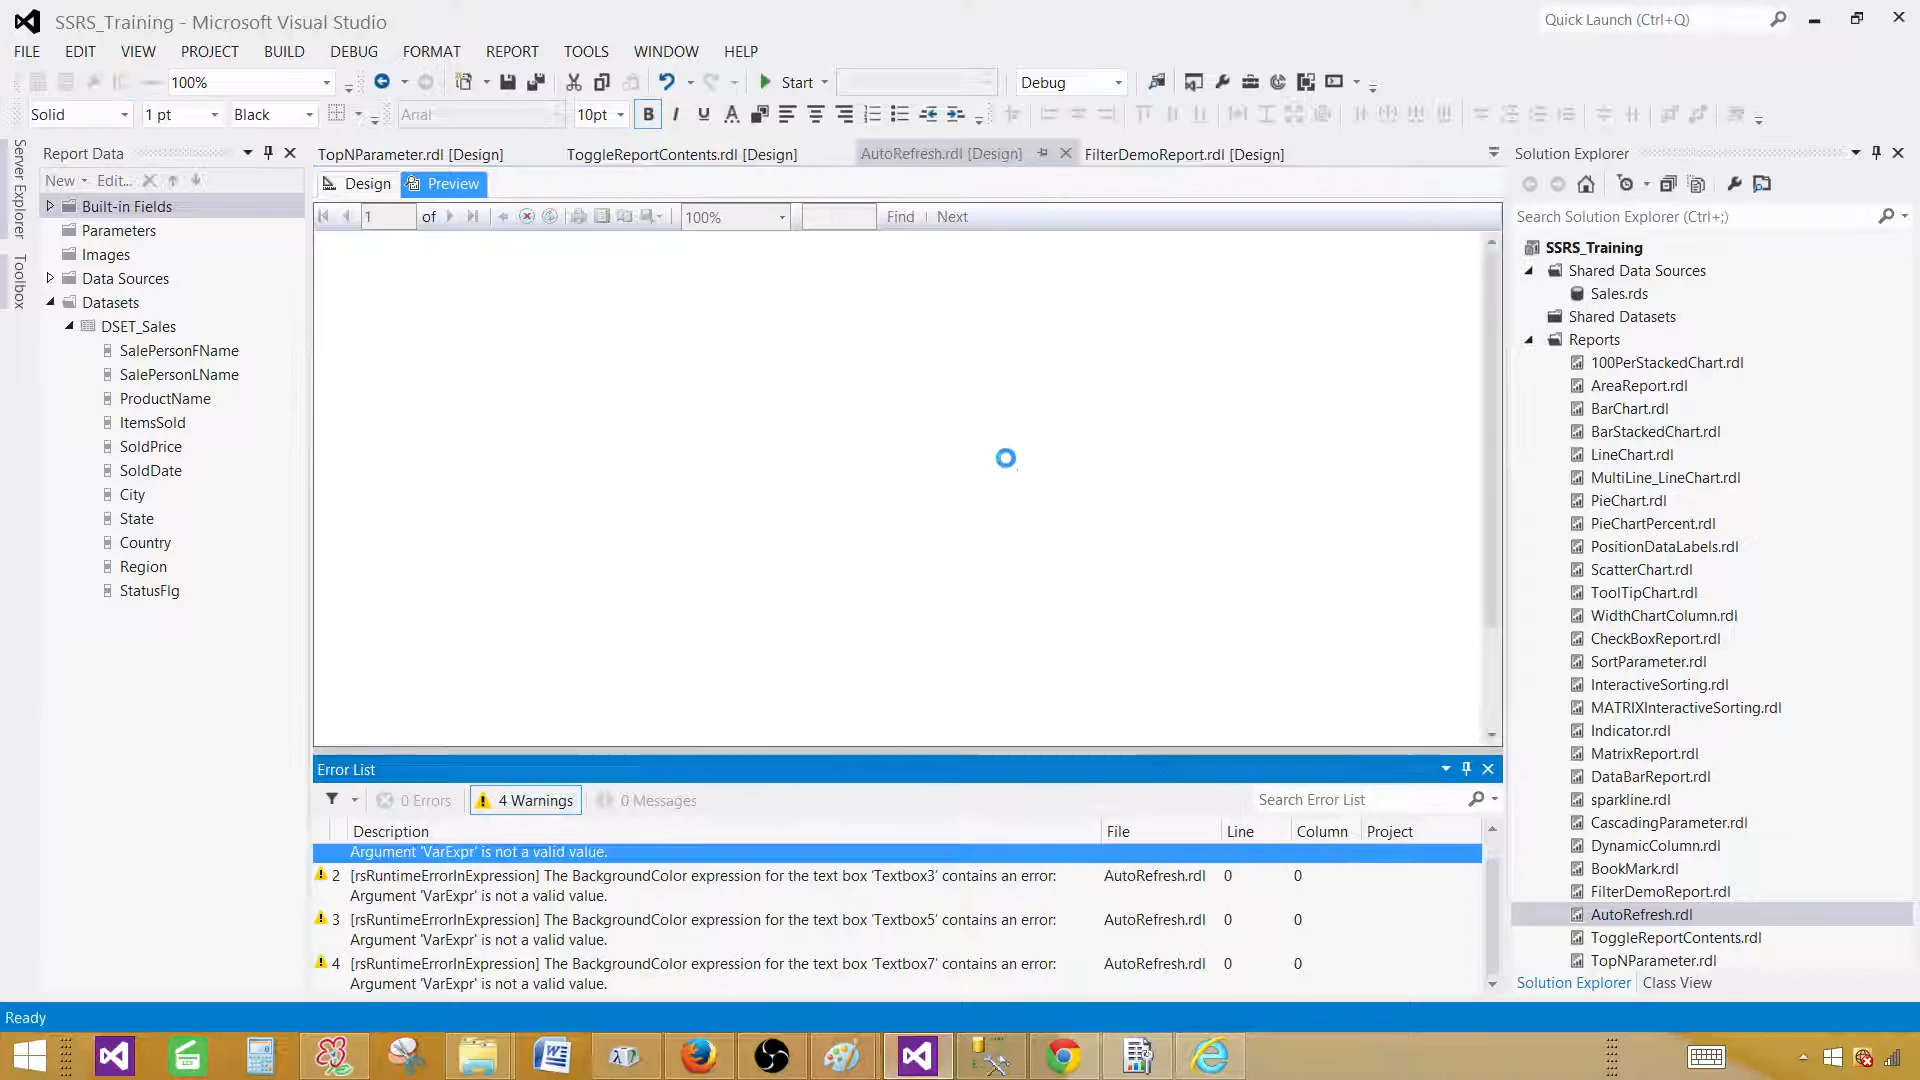 SSRS_Training - Microsoft Visual Studio
Quick Launch (Ctrl+Q)
FILE EDIT VIEW PROJECT BUILD DEBUG FORMAT REPORT TOOLS WINDOW HELP
100% Start Debug
Solid 1 pt Black Arial 10pt B I U A
Server Explorer
Toolbox
Report Data
New Edit...
Built-in Fields
Parameters
Images
Data Sources
Datasets
DSET_Sales
SalePersonFName
SalePersonLName
ProductName
ItemsSold
SoldPrice
SoldDate
City
State
Country
Region
StatusFlg
TopNParameter.rdl [Design] ToggleReportContents.rdl [Design] AutoRefresh.rdl [Design] FilterDemoReport.rdl [Design]
Design Preview
1 of 100% Find Next
Error List
0 Errors 4 Warnings 0 Messages Search Error List
Description File Line Column Project
Argument 'VarExpr' is not a valid value.
2 [rsRuntimeErrorInExpression] The BackgroundColor expression for the text box 'Textbox3' contains an error: AutoRefresh.rdl 0 0
Argument 'VarExpr' is not a valid value.
3 [rsRuntimeErrorInExpression] The BackgroundColor expression for the text box 'Textbox5' contains an error: AutoRefresh.rdl 0 0
Argument 'VarExpr' is not a valid value.
4 [rsRuntimeErrorInExpression] The BackgroundColor expression for the text box 'Textbox7' contains an error: AutoRefresh.rdl 0 0
Argument 'VarExpr' is not a valid value.
Solution Explorer
Search Solution Explorer (Ctrl+;)
SSRS_Training
Shared Data Sources
Sales.rds
Shared Datasets
Reports
100PerStackedChart.rdl
AreaReport.rdl
BarChart.rdl
BarStackedChart.rdl
LineChart.rdl
MultiLine_LineChart.rdl
PieChart.rdl
PieChartPercent.rdl
PositionDataLabels.rdl
ScatterChart.rdl
ToolTipChart.rdl
WidthChartColumn.rdl
CheckBoxReport.rdl
SortParameter.rdl
InteractiveSorting.rdl
MATRIXInteractiveSorting.rdl
Indicator.rdl
MatrixReport.rdl
DataBarReport.rdl
sparkline.rdl
CascadingParameter.rdl
DynamicColumn.rdl
BookMark.rdl
FilterDemoReport.rdl
AutoRefresh.rdl
ToggleReportContents.rdl
TopNParameter.rdl
Solution Explorer Class View
Ready